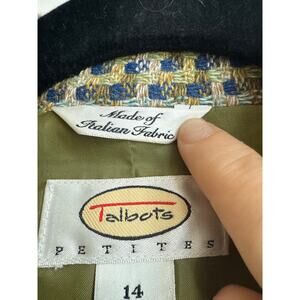 Made of
Italian Fabric
Talbots
PETITES
14